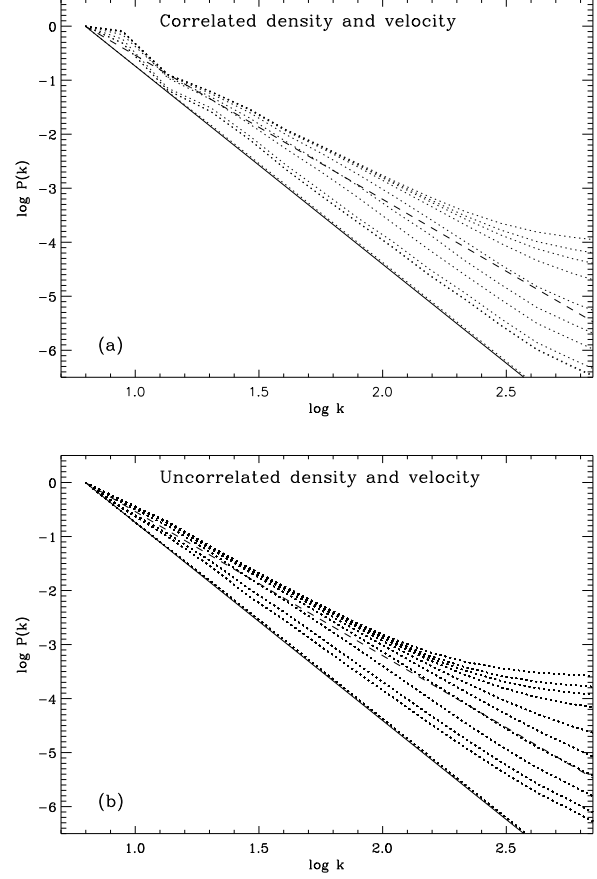 Correlated density and velocity
0
−1
−2
−3
−4
−5
−6
log P(k)
(a)
1.0 1.5 2.0 2.5
log k
Uncorrelated density and velocity
0
−1
−2
−3
−4
−5
−6
log P(k)
(b)
1.0 1.5 2.0 2.5
log k